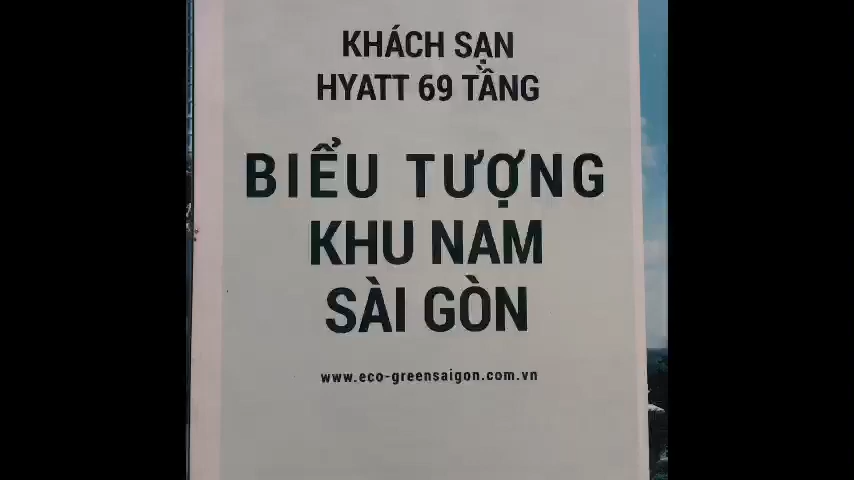 KHÁCH SẠN
HYATT 69 TẦNG
BIỂU TƯỢNG
KHU NAM
SÀI GÒN
www.eco-greensaigon.com.vn